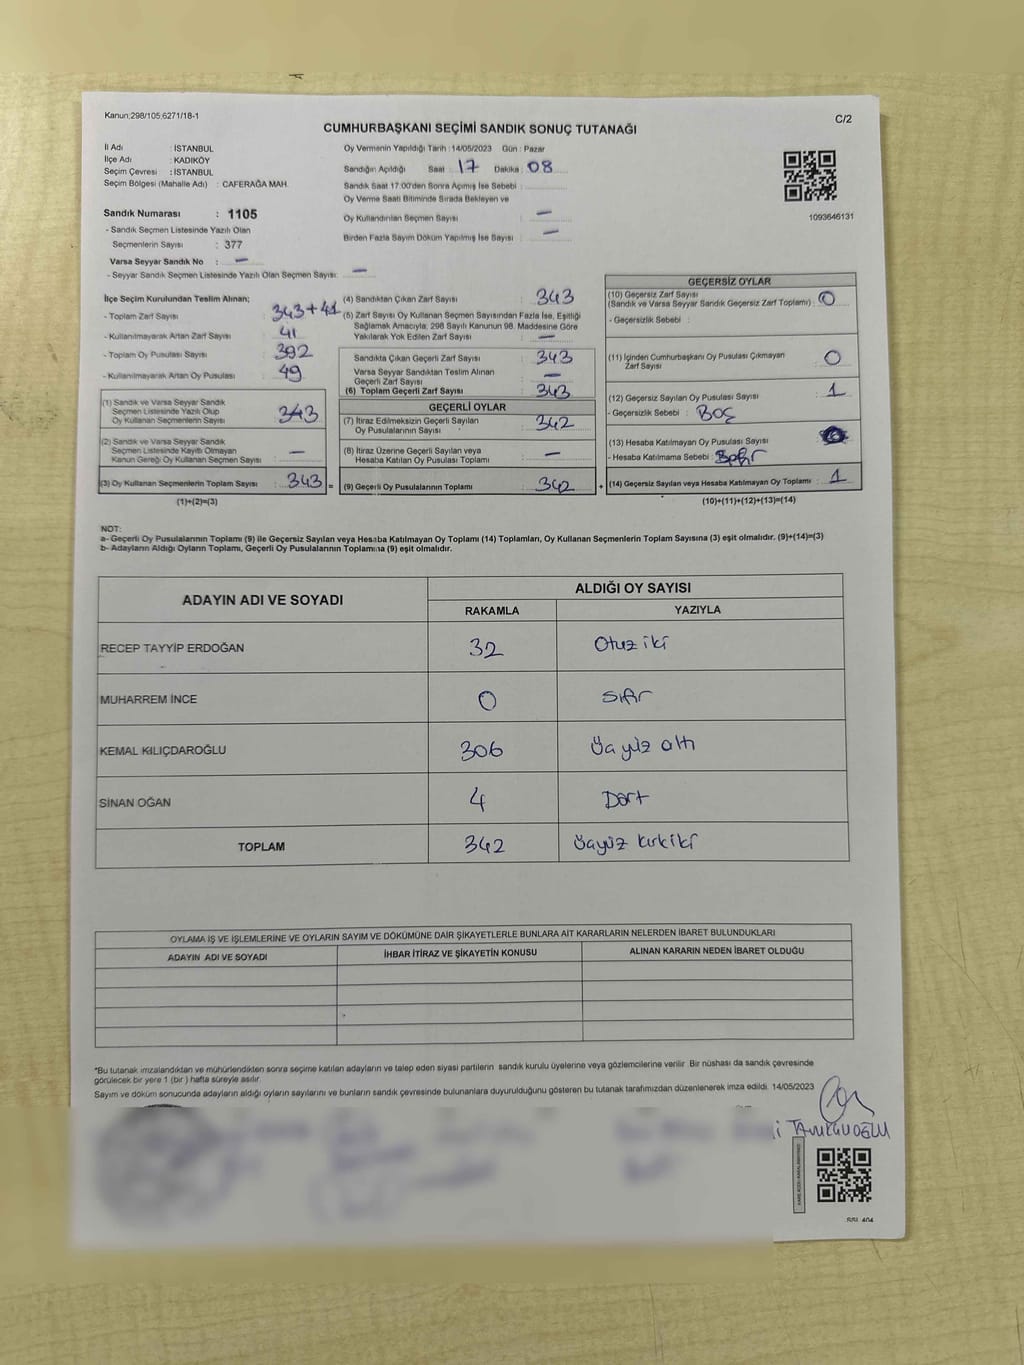 Kanun:298/105;6271/18-1
C/2
CUMHURBAŞKANI SEÇİMİ SANDIK SONUÇ TUTANAĞI
İl Adı : İSTANBUL
İlçe Adı : KADIKÖY
Seçim Çevresi : İSTANBUL
Seçim Bölgesi (Mahalle Adı) : CAFERAĞA MAH.
Sandık Numarası : 1105
- Sandık Seçmen Listesinde Yazılı Olan
Seçmenlerin Sayısı : 377
Varsa Seyyar Sandık No : —
- Seyyar Sandık Seçmen Listesinde Yazılı Olan Seçmen Sayısı: —
Oy Vermenin Yapıldığı Tarih : 14/05/2023 Gün : Pazar
Sandığın Açıldığı Saat : 17 Dakika : 08
Sandık Saat 17.00'den Sonra Açımış İse Sebebi :
Oy Verme Saati Bitiminde Sırada Bekleyen ve
Oy Kullandırılan Seçmen Sayısı : —
Birden Fazla Sayım Döküm Yapılmış İse Sayısı : —
1093646131
İlçe Seçim Kurulundan Teslim Alınan;
- Toplam Zarf Sayısı : 343+41
- Kullanılmayarak Artan Zarf Sayısı : 41
- Toplam Oy Pusulası Sayısı : 392
- Kullanılmayarak Artan Oy Pusulası : 49
(1) Sandık ve Varsa Seyyar Sandık
Seçmen Listesinde Yazılı Olup
Oy Kullanan Seçmenlerin Sayısı : 343
(2) Sandık ve Varsa Seyyar Sandık
Seçmen Listesinde Kayıtlı Olmayan
Kanun Gereği Oy Kullanan Seçmen Sayısı : —
(3) Oy Kullanan Seçmenlerin Toplam Sayısı : 343 =
(1)+(2)=(3)
(4) Sandıktan Çıkan Zarf Sayısı : 343
(5) Zarf Sayısı Oy Kullanan Seçmen Sayısından Fazla İse, Eşitliği
Sağlamak Amacıyla, 298 Sayılı Kanunun 98. Maddesine Göre
Yakılarak Yok Edilen Zarf Sayısı : —
Sandıkta Çıkan Geçerli Zarf Sayısı : 343
Varsa Seyyar Sandıktan Teslim Alınan
Geçerli Zarf Sayısı : —
(6) Toplam Geçerli Zarf Sayısı : 343
GEÇERLİ OYLAR
(7) İtiraz Edilmeksizin Geçerli Sayılan
Oy Pusulalarının Sayısı : 342
(8) İtiraz Üzerine Geçerli Sayılan veya
Hesaba Katılan Oy Pusulası Toplamı : —
(9) Geçerli Oy Pusulalarının Toplamı : 342 +
GEÇERSİZ OYLAR
(10) Geçersiz Zarf Sayısı
(Sandık ve Varsa Seyyar Sandık Geçersiz Zarf Toplamı) : 0
- Geçersizlik Sebebi :
(11) İçinden Cumhurbaşkanı Oy Pusulası Çıkmayan
Zarf Sayısı : 0
(12) Geçersiz Sayılan Oy Pusulası Sayısı : 1
- Geçersizlik Sebebi : BOŞ
(13) Hesaba Katılmayan Oy Pusulası Sayısı :
- Hesaba Katılmama Sebebi :
(14) Geçersiz Sayılan veya Hesaba Katılmayan Oy Toplamı : 1
(10)+(11)+(12)+(13)=(14)
NOT:
a- Geçerli Oy Pusulalarının Toplamı (9) ile Geçersiz Sayılan veya Hesaba Katılmayan Oy Toplamı (14) Toplamları, Oy Kullanan Seçmenlerin Toplam Sayısına (3) eşit olmalıdır. (9)+(14)=(3)
b- Adayların Aldığı Oyların Toplamı, Geçerli Oy Pusulalarının Toplamına (9) eşit olmalıdır.
ADAYIN ADI VE SOYADI
ALDIĞI OY SAYISI
RAKAMLA YAZIYLA
RECEP TAYYİP ERDOĞAN 32 Otuz iki
MUHARREM İNCE 0 Sıfır
KEMAL KILIÇDAROĞLU 306 Üçyüz altı
SİNAN OĞAN 4 Dört
TOPLAM 342 Üçyüz kırkiki
OYLAMA İŞ VE İŞLEMLERİNE VE OYLARIN SAYIM VE DÖKÜMÜNE DAİR ŞİKAYETLERLE BUNLARA AİT KARARLARIN NELERDEN İBARET BULUNDUKLARI
ADAYIN ADI VE SOYADI İHBAR İTİRAZ VE ŞİKAYETİN KONUSU ALINAN KARARIN NEDEN İBARET OLDUĞU
*Bu tutanak imzalandıktan ve mühürlendikten sonra seçime katılan adayların ve talep eden siyasi partilerin sandık kurulu üyelerine veya gözlemcilerine verilir. Bir nüshası da sandık çevresinde
görülecek bir yere 1 (bir ) hafta süreyle asılır.
Sayım ve döküm sonucunda adayların aldığı oyların sayılarını ve bunların sandık çevresinde bulunanlara duyurulduğunu gösteren bu tutanak tarafımızdan düzenlenerek imza edildi. 14/05/2023